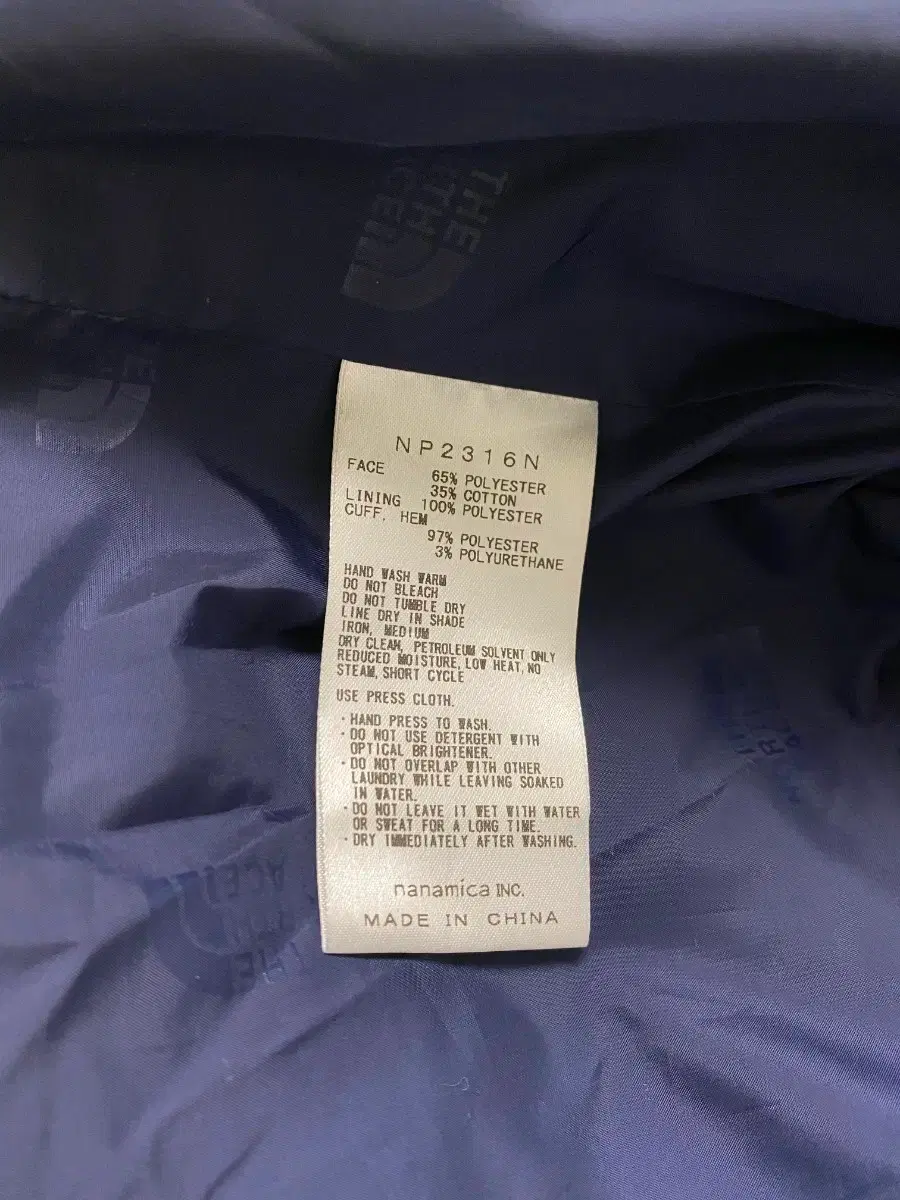 THE
NP2316N
FACE 65% POLYESTER
35% COTTON
LINING 100% POLYESTER
CUFF, HEM
97% POLYESTER
3% POLYURETHANE
HAND WASH WARM
DO NOT BLEACH
DO NOT TUMBLE DRY
LINE DRY IN SHADE
IRON, MEDIUM
DRY CLEAN, PETROLEUM SOLVENT ONLY
REDUCED MOISTURE, LOW HEAT, NO
STEAM, SHORT CYCLE
USE PRESS CLOTH.
・HAND PRESS TO WASH.
・DO NOT USE DETERGENT WITH
OPTICAL BRIGHTENER.
・DO NOT OVERLAP WITH OTHER
LAUNDRY WHILE LEAVING SOAKED
IN WATER.
・DO NOT LEAVE IT WET WITH WATER
OR SWEAT FOR A LONG TIME.
・DRY IMMEDIATELY AFTER WASHING.
nanamica INC.
MADE IN CHINA
THE